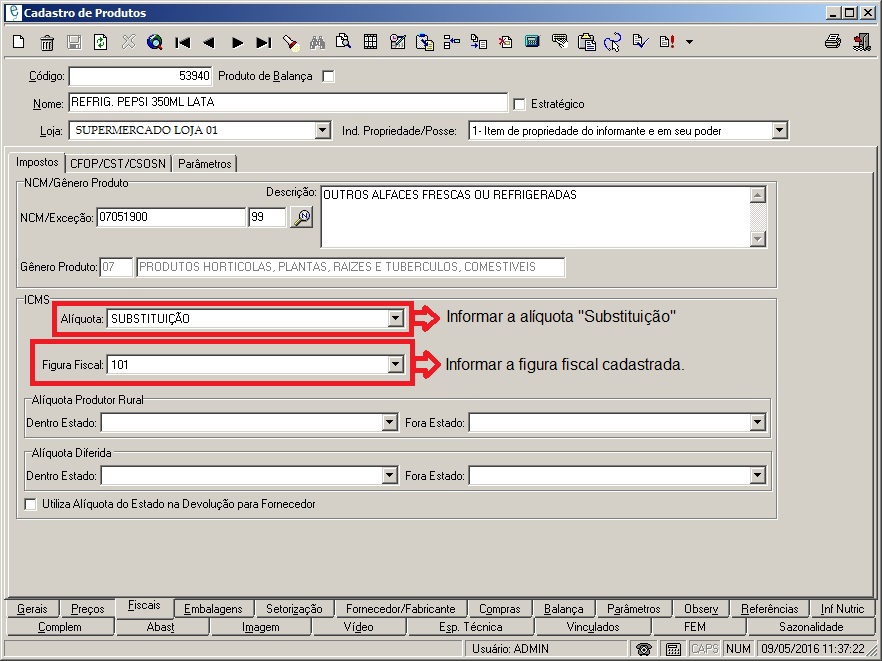 Cadastro de Produtos
Código: 53940 Produto de Balança
Nome: REFRIG. PEPSI 350ML LATA Estratégico
Loja: SUPERMERCADO LOJA 01 Ind. Propriedade/Posse: 1- Item de propriedade do informante e em seu poder
Impostos CFOP/CST/CSOSN Parâmetros
NCM/Gênero Produto
Descrição: OUTROS ALFACES FRESCAS OU REFRIGERADAS
NCM/Exceção: 07051900 99
Gênero Produto: 07 PRODUTOS HORTICOLAS, PLANTAS, RAIZES E TUBERCULOS, COMESTIVEIS
ICMS
Alíquota: SUBSTITUIÇÃO Informar a alíquota "Substituição"
Figura Fiscal: 101 Informar a figura fiscal cadastrada.
Alíquota Produtor Rural
Dentro Estado: Fora Estado:
Alíquota Diferida
Dentro Estado: Fora Estado:
Utiliza Alíquota do Estado na Devolução para Fornecedor
Gerais Preços Fiscais Embalagens Setorização Fornecedor/Fabricante Compras Balança Parâmetros Observ Referências Inf Nutric
Complem Abast Imagem Vídeo Esp. Técnica Vinculados FEM Sazonalidade
Usuário: ADMIN CAPS NUM 09/05/2016 11:37:22